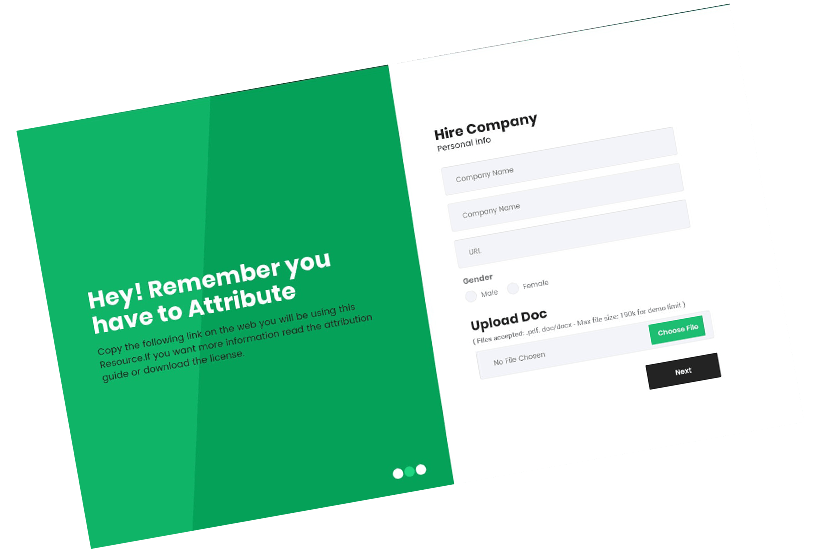 Hey! Remember you
have to Attribute
Copy the following link on the web you will be using this
Resource.If you want more information read the attribution
guide or download the license.
Hire Company
Personal Info
Company Name
Company Name
URL
Gender
Male Female
Upload Doc
( Files accepted: .pdf, doc/docx - Max file size: 150k for demo limit )
No File Chosen Choose File
Next